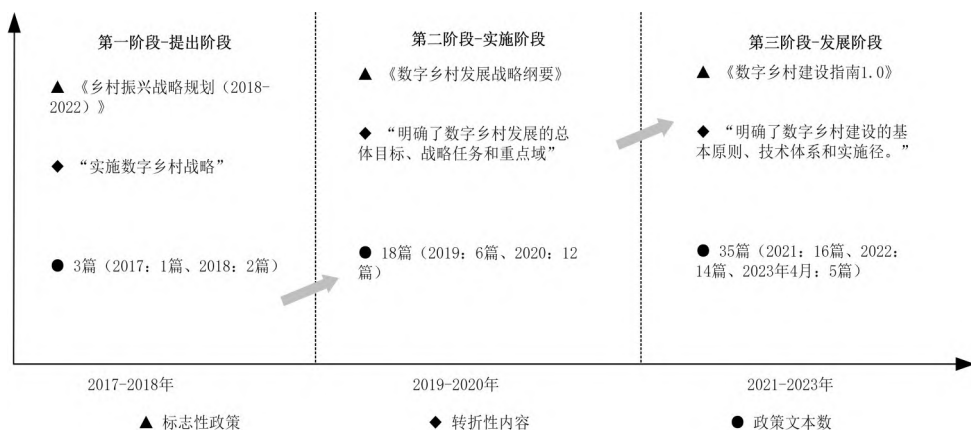 第一阶段-提出阶段
▲ 《乡村振兴战略规划（2018-
2022）》
◆ “实施数字乡村战略”
● 3篇（2017：1篇、2018：2篇）
第二阶段-实施阶段
▲ 《数字乡村发展战略纲要》
◆ “明确了数字乡村发展的总
体目标、战略任务和重点域”
● 18篇（2019：6篇、2020：12
篇）
第三阶段-发展阶段
▲ 《数字乡村建设指南1.0》
◆ “明确了数字乡村建设的基
本原则、技术体系和实施径。”
● 35篇（2021：16篇、2022：
14篇、2023年4月：5篇）
2017-2018年
2019-2020年
2021-2023年
▲ 标志性政策
◆ 转折性内容
● 政策文本数